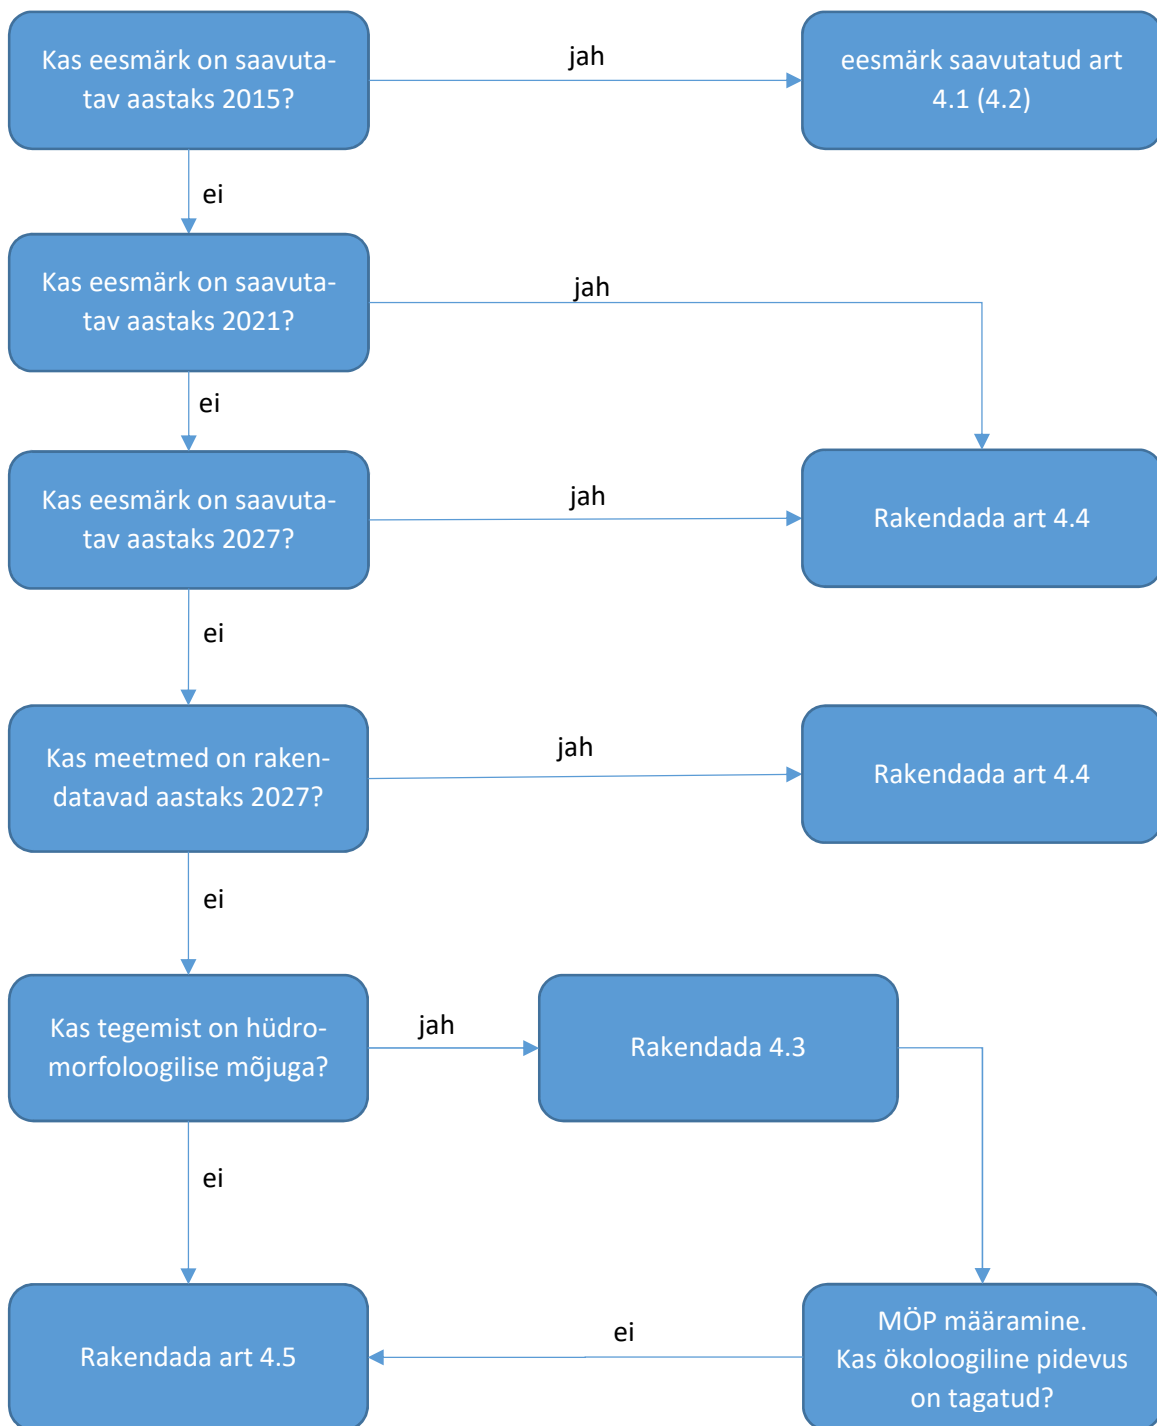 Kas eesmärk on saavuta-
tav aastaks 2015?
jah
eesmärk saavutatud art
4.1 (4.2)
ei
Kas eesmärk on saavuta-
tav aastaks 2021?
jah
ei
Kas eesmärk on saavuta-
tav aastaks 2027?
jah
Rakendada art 4.4
ei
Kas meetmed on raken-
datavad aastaks 2027?
jah
Rakendada art 4.4
ei
Kas tegemist on hüdro-
morfoloogilise mõjuga?
jah
Rakendada 4.3
ei
Rakendada art 4.5
ei
MÖP määramine.
Kas ökoloogiline pidevus
on tagatud?